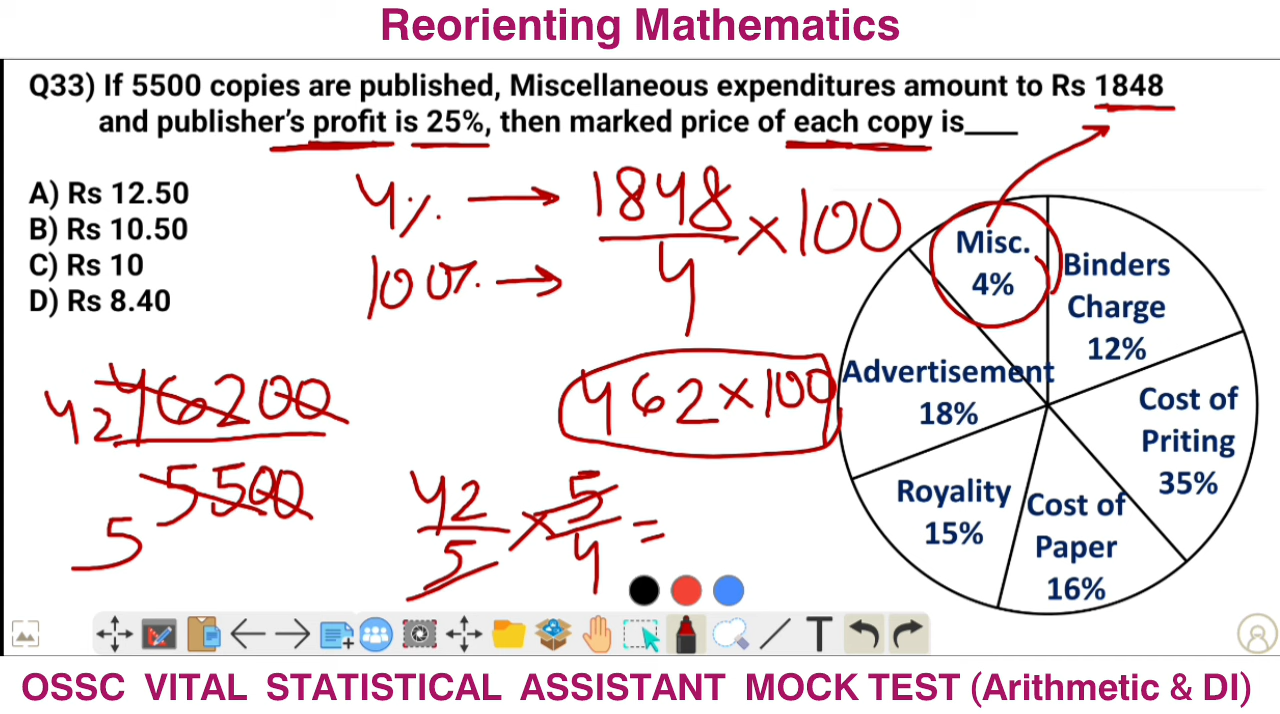 Reorienting Mathematics
Q33) If 5500 copies are published, Miscellaneous expenditures amount to Rs 1848
and publisher's profit is 25%, then marked price of each copy is____
A) Rs 12.50
B) Rs 10.50
C) Rs 10
D) Rs 8.40
4% → 1848/4 × 100
100% →
462 × 100
42 46200
5500
5
42/5 × 5/4 =
Misc.
4%
Binders
Charge
12%
Advertisement
18%
Cost of
Priting
35%
Royality
15%
Cost of
Paper
16%
T
OSSC VITAL STATISTICAL ASSISTANT MOCK TEST (Arithmetic & DI)